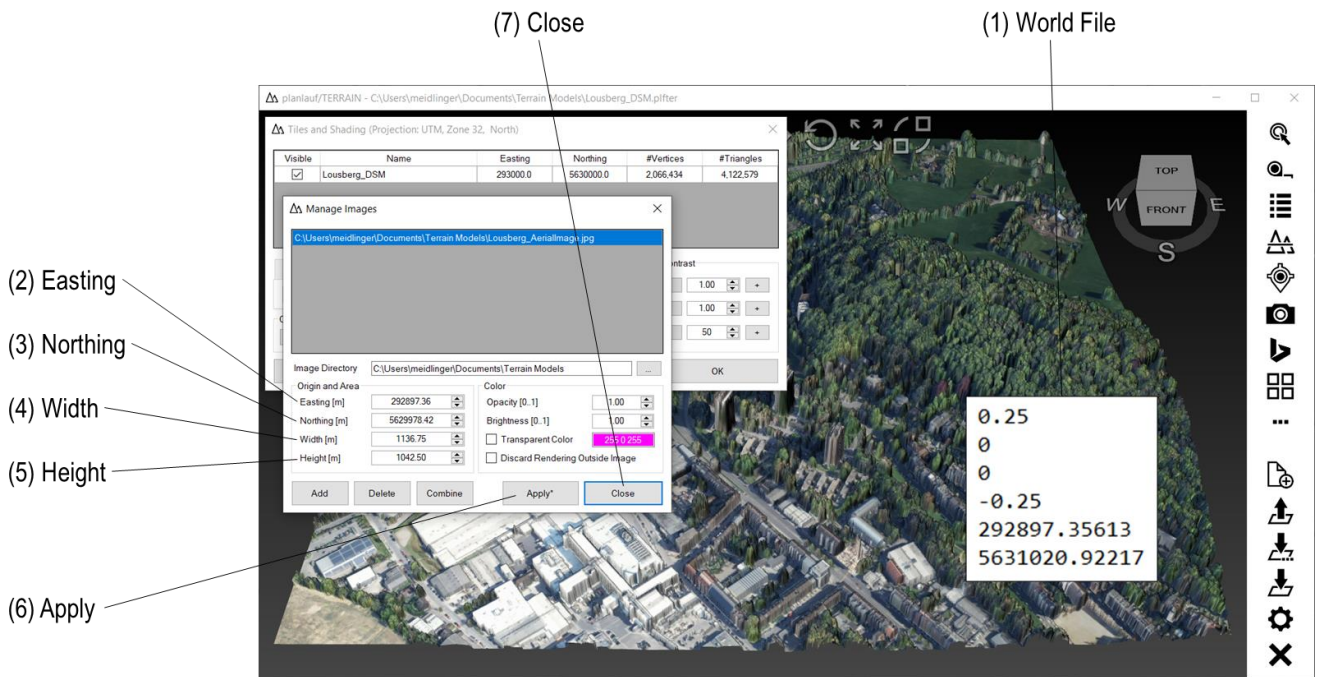 (7) Close
(1) World File
planlauf/TERRAIN - C:\Users\meidlinger\Documents\Terrain Models\Lousberg_DSM.plfter
Tiles and Shading (Projection: UTM, Zone 32, North)
Visible Name Easting Northing #Vertices #Triangles
Lousberg_DSM 293000.0 5630000.0 2,066,434 4,122,579
Manage Images
C:\Users\meidlinger\Documents\Terrain Models\Lousberg_AerialImage.jpg
ontrast
1.00 +
1.00 +
50 +
OK
Image Directory C:\Users\meidlinger\Documents\Terrain Models ...
Origin and Area
Easting [m] 292897.36
Northing [m] 5629978.42
Width [m] 1136.75
Height [m] 1042.50
Color
Opacity [0..1] 1.00
Brightness [0..1] 1.00
Transparent Color 255 0 255
Discard Rendering Outside Image
Add Delete Combine Apply* Close
(2) Easting
(3) Northing
(4) Width
(5) Height
(6) Apply
TOP
FRONT
W
E
S
0.25
0
0
-0.25
292897.35613
5631020.92217